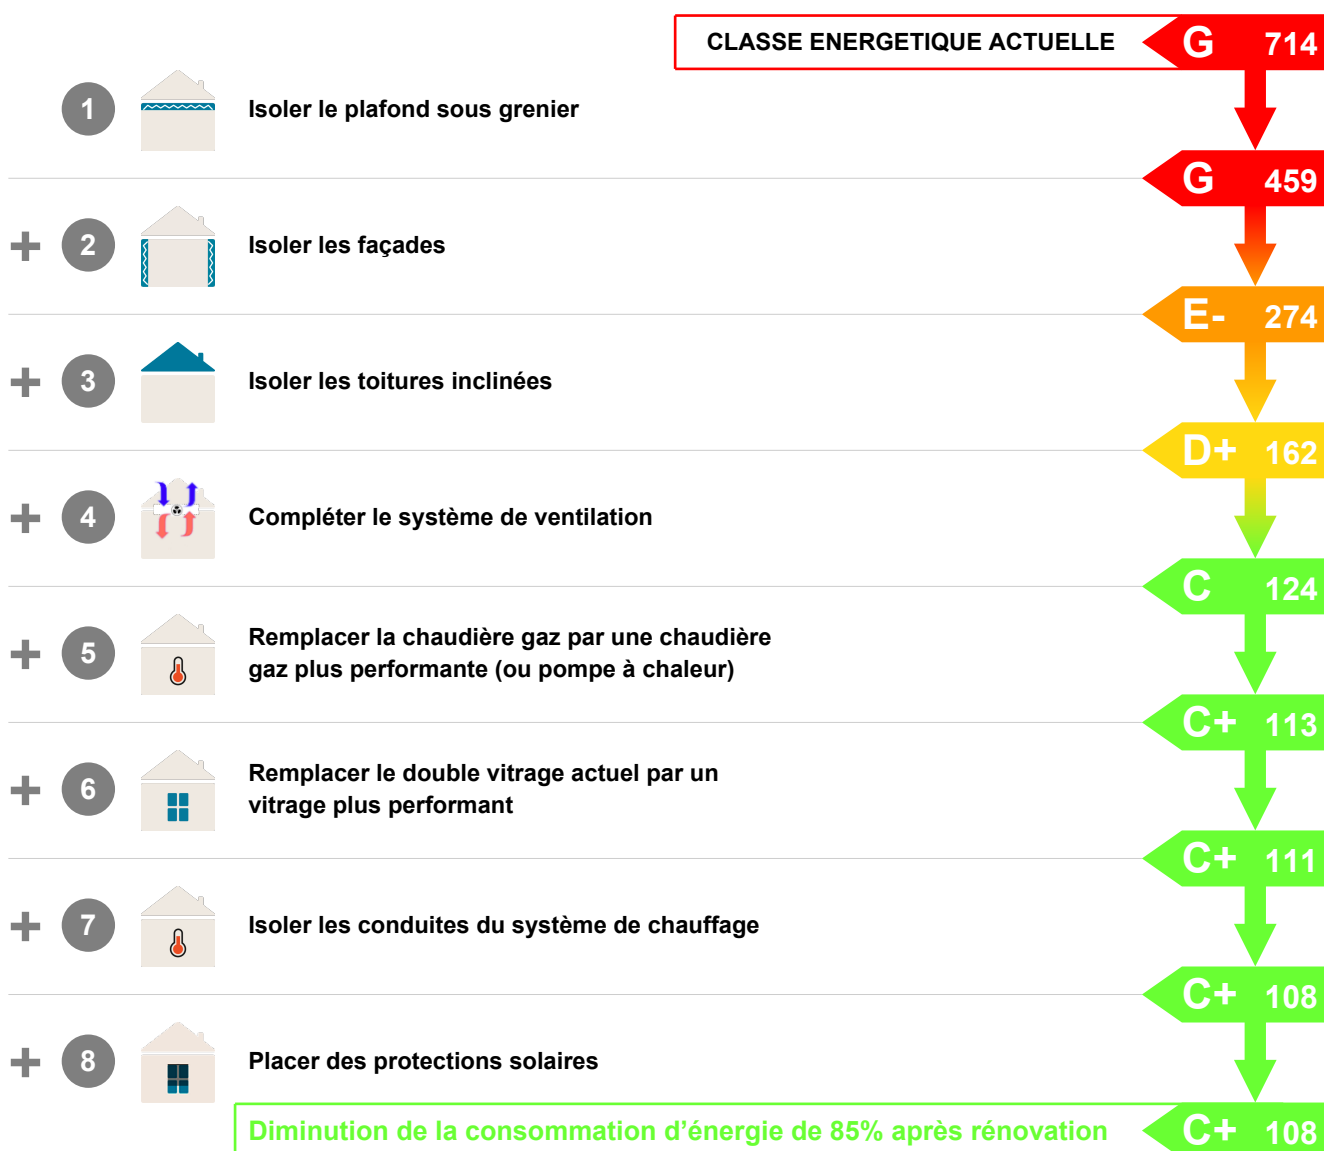 CLASSE ENERGETIQUE ACTUELLE G 714
1 Isoler le plafond sous grenier
G 459
+ 2 Isoler les façades
E- 274
+ 3 Isoler les toitures inclinées
D+ 162
+ 4 Compléter le système de ventilation
C 124
+ 5 Remplacer la chaudière gaz par une chaudière
gaz plus performante (ou pompe à chaleur)
C+ 113
+ 6 Remplacer le double vitrage actuel par un
vitrage plus performant
C+ 111
+ 7 Isoler les conduites du système de chauffage
C+ 108
+ 8 Placer des protections solaires
Diminution de la consommation d’énergie de 85% après rénovation C+ 108